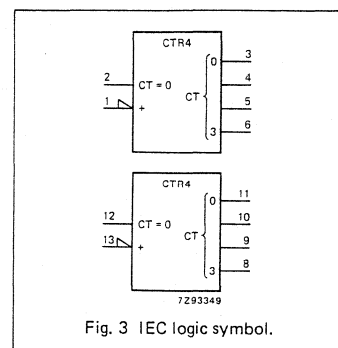 CTR4
0 3
2 CT = 0 4
1 + CT 5
3 6
CTR4
0 11
12 CT = 0 10
13 + CT 9
3 8
7Z93349
Fig. 3 IEC logic symbol.